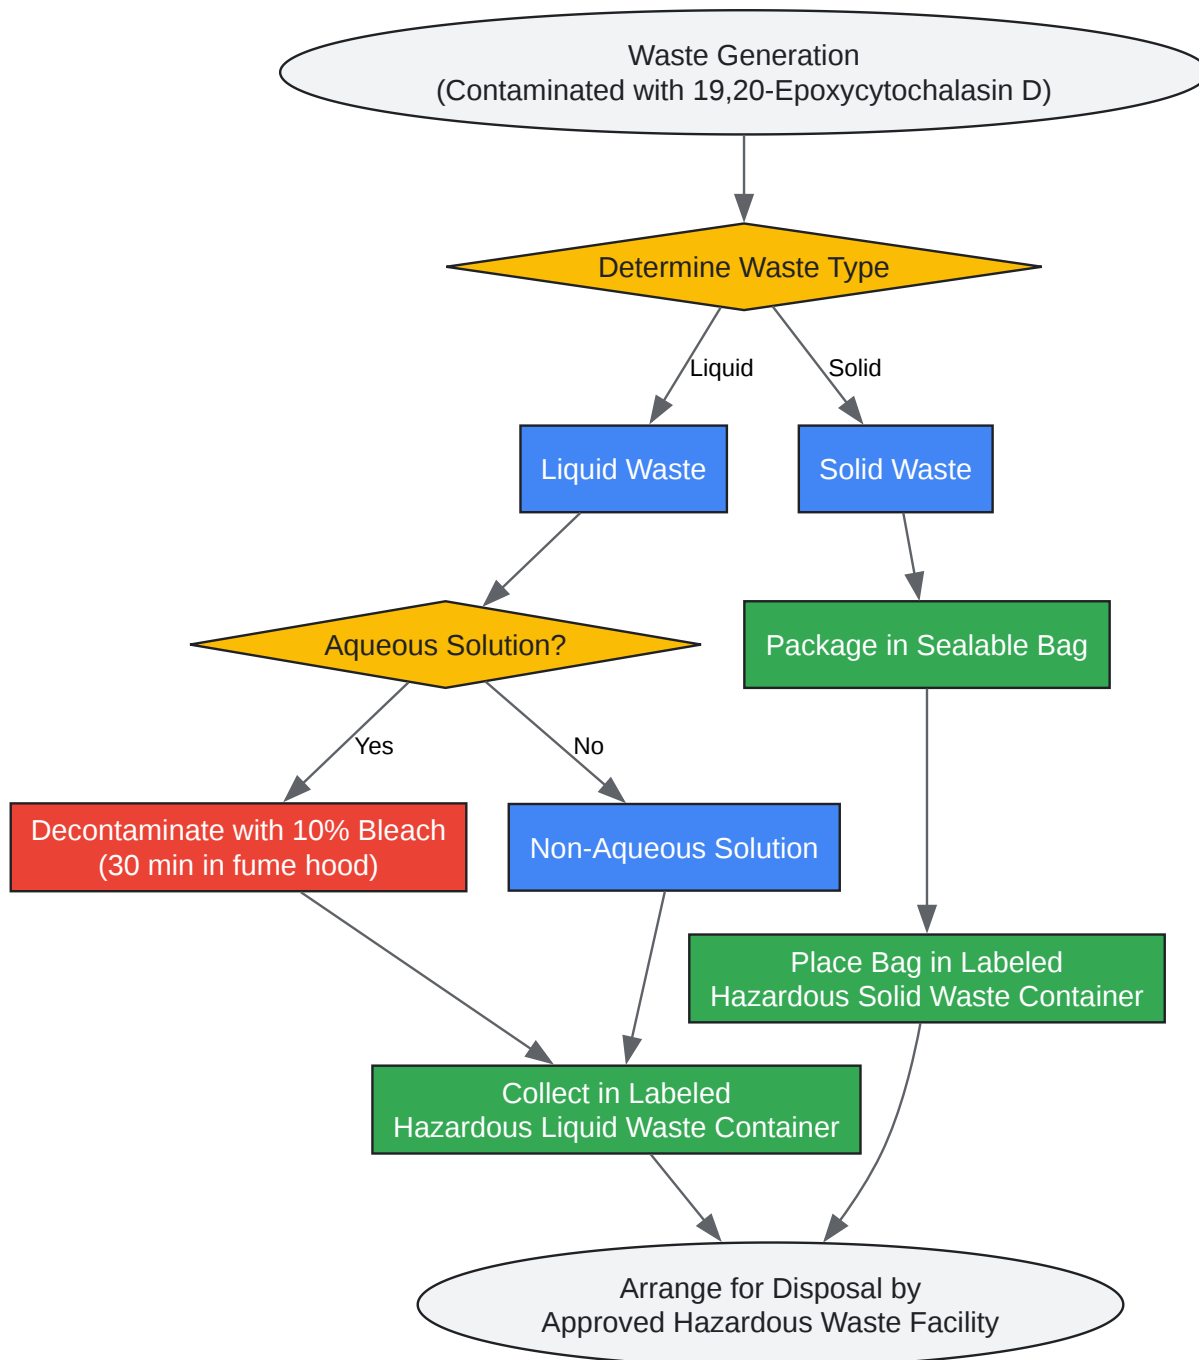 Waste Generation
(Contaminated with 19,20-Epoxycytochalasin D)
Determine Waste Type
Liquid
Solid
Liquid Waste
Solid Waste
Aqueous Solution?
Package in Sealable Bag
Yes
No
Decontaminate with 10% Bleach
(30 min in fume hood)
Non-Aqueous Solution
Place Bag in Labeled
Hazardous Solid Waste Container
Collect in Labeled
Hazardous Liquid Waste Container
Arrange for Disposal by
Approved Hazardous Waste Facility